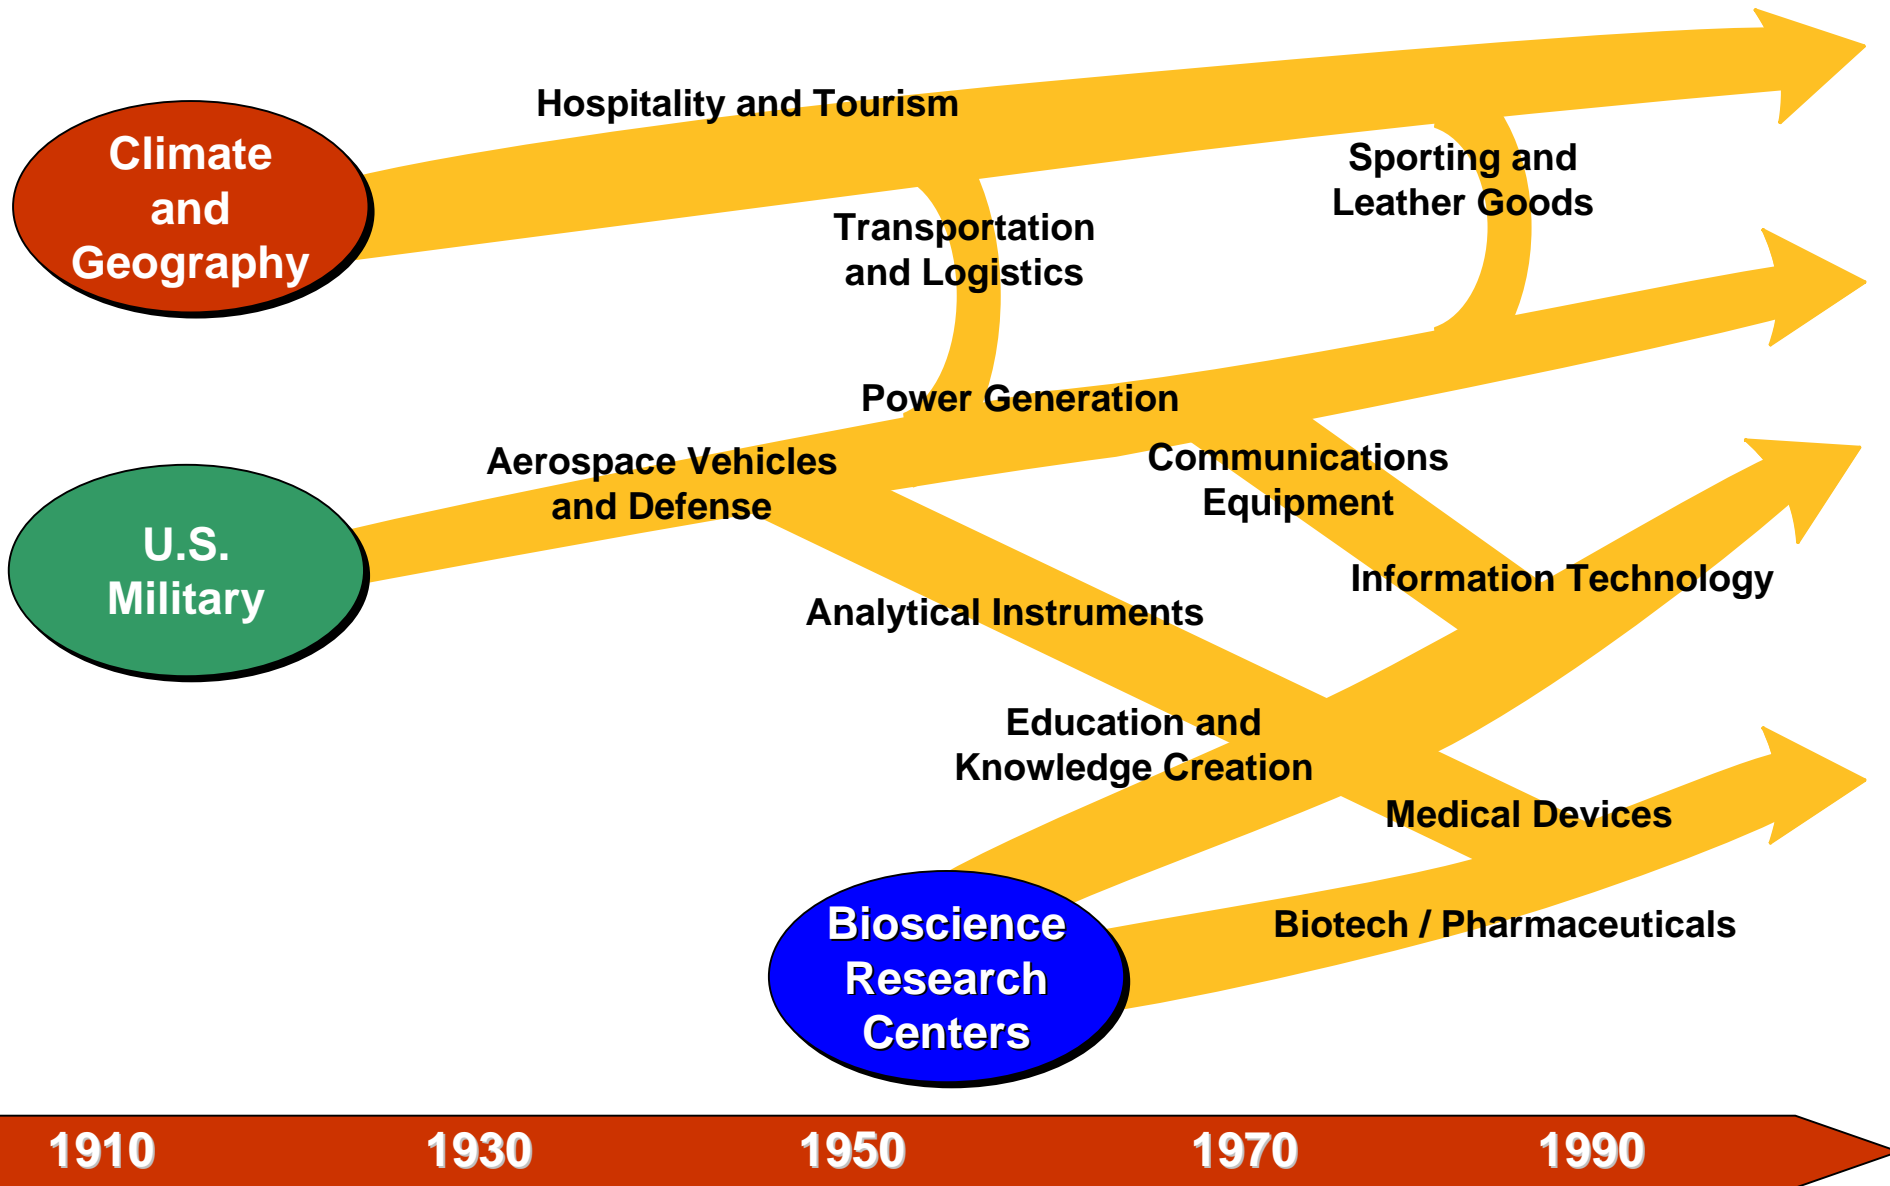 Hospitality and Tourism
Climate
and
Geography
Sporting and
Leather Goods
Transportation
and Logistics
Power Generation
Aerospace Vehicles
and Defense
Communications
Equipment
U.S.
Military
Information Technology
Analytical Instruments
Education and
Knowledge Creation
Medical Devices
Bioscience
Research
Centers
Biotech / Pharmaceuticals
1910
1930
1950
1970
1990